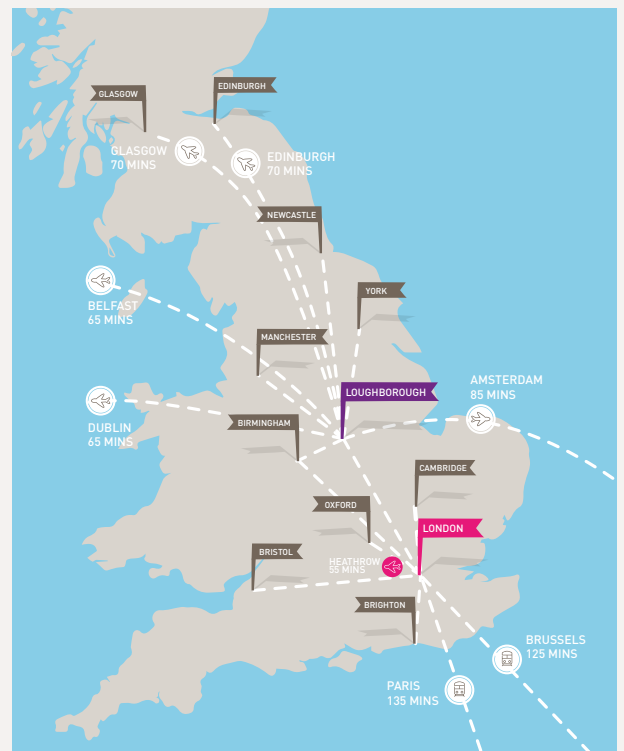 EDINBURGH
GLASGOW
GLASGOW
70 MINS
EDINBURGH
70 MINS
NEWCASTLE
YORK
BELFAST
65 MINS
MANCHESTER
LOUGHBOROUGH
AMSTERDAM
85 MINS
DUBLIN
65 MINS
BIRMINGHAM
CAMBRIDGE
OXFORD
LONDON
BRISTOL
HEATHROW
55 MINS
BRIGHTON
BRUSSELS
125 MINS
PARIS
135 MINS